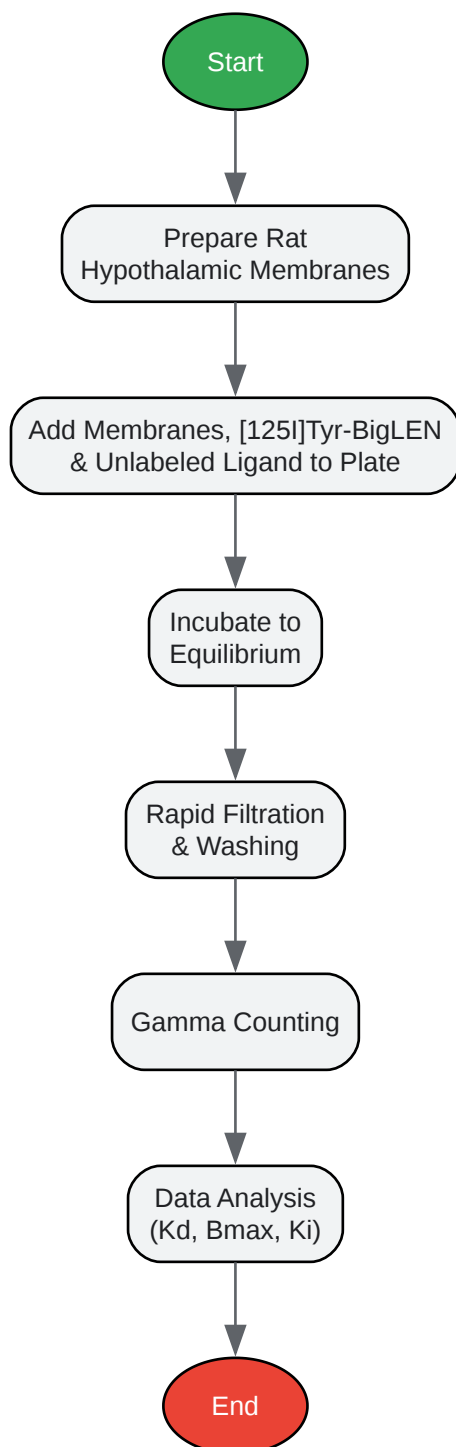 Start
Prepare Rat
Hypothalamic Membranes
Add Membranes, [125I]Tyr-BigLEN
& Unlabeled Ligand to Plate
Incubate to
Equilibrium
Rapid Filtration
& Washing
Gamma Counting
Data Analysis
(Kd, Bmax, Ki)
End